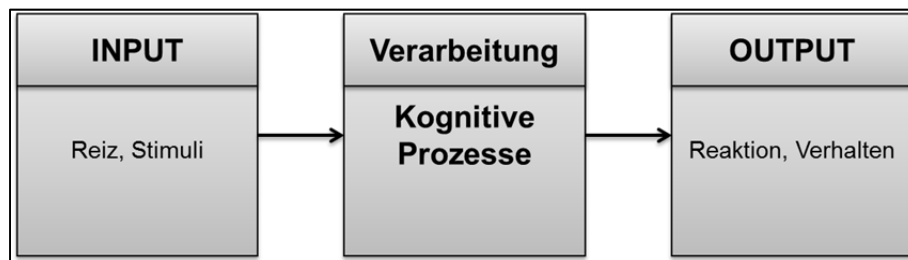 INPUT
Reiz, Stimuli
Verarbeitung
Kognitive
Prozesse
OUTPUT
Reaktion, Verhalten